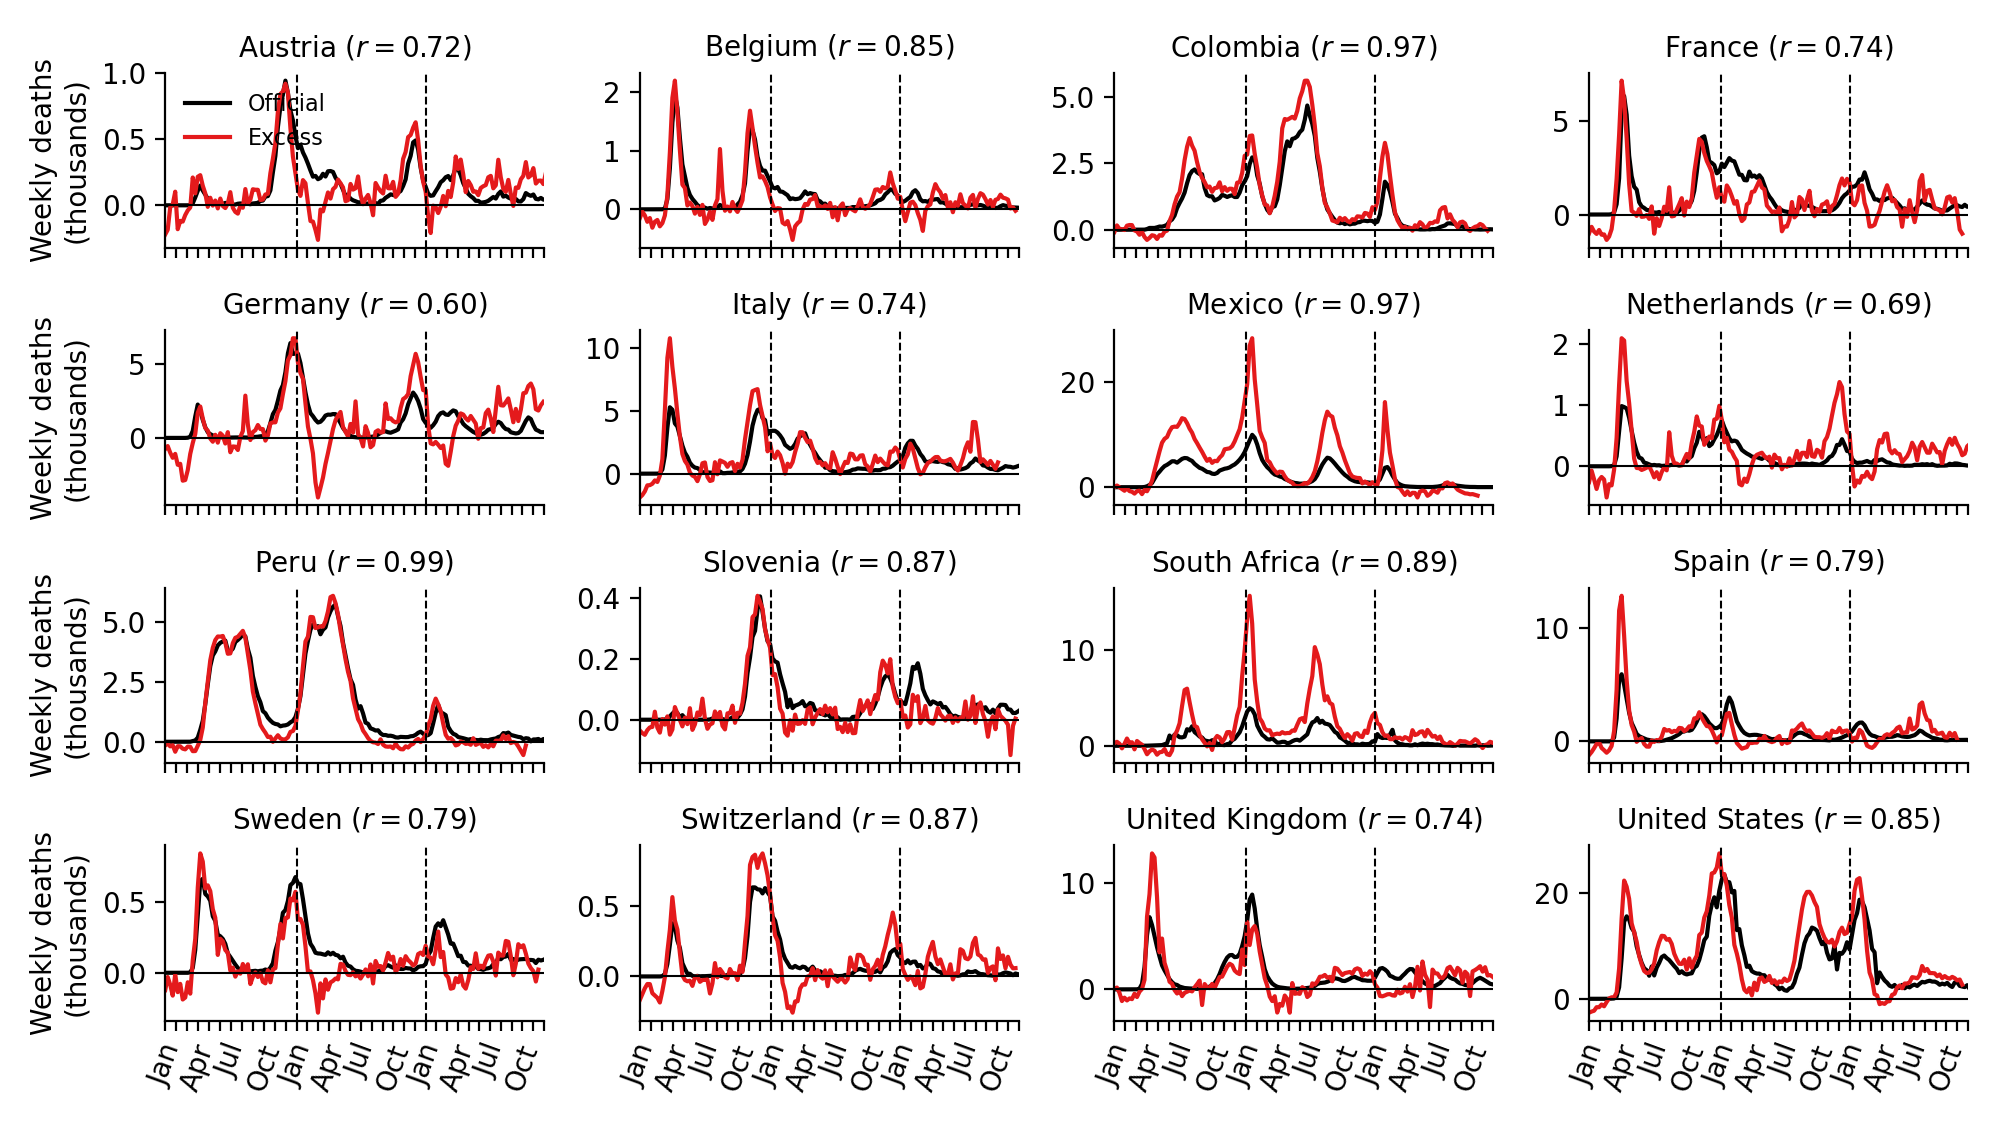 Austria (r = 0.72)
Belgium (r = 0.85)
Colombia (r = 0.97)
France (r = 0.74)
Weekly deaths
(thousands)
1.0
0.5
0.0
Official
Excess
2
1
0
5.0
2.5
0.0
5
0
Germany (r = 0.60)
Italy (r = 0.74)
Mexico (r = 0.97)
Netherlands (r = 0.69)
Weekly deaths
(thousands)
5
0
10
5
0
20
0
2
1
0
Peru (r = 0.99)
Slovenia (r = 0.87)
South Africa (r = 0.89)
Spain (r = 0.79)
Weekly deaths
(thousands)
5.0
2.5
0.0
0.4
0.2
0.0
10
0
10
0
Sweden (r = 0.79)
Switzerland (r = 0.87)
United Kingdom (r = 0.74)
United States (r = 0.85)
Weekly deaths
(thousands)
0.5
0.0
0.5
0.0
10
0
20
0
Jan Apr Jul Oct Jan Apr Jul Oct Jan Apr Jul Oct
Jan Apr Jul Oct Jan Apr Jul Oct Jan Apr Jul Oct
Jan Apr Jul Oct Jan Apr Jul Oct Jan Apr Jul Oct
Jan Apr Jul Oct Jan Apr Jul Oct Jan Apr Jul Oct